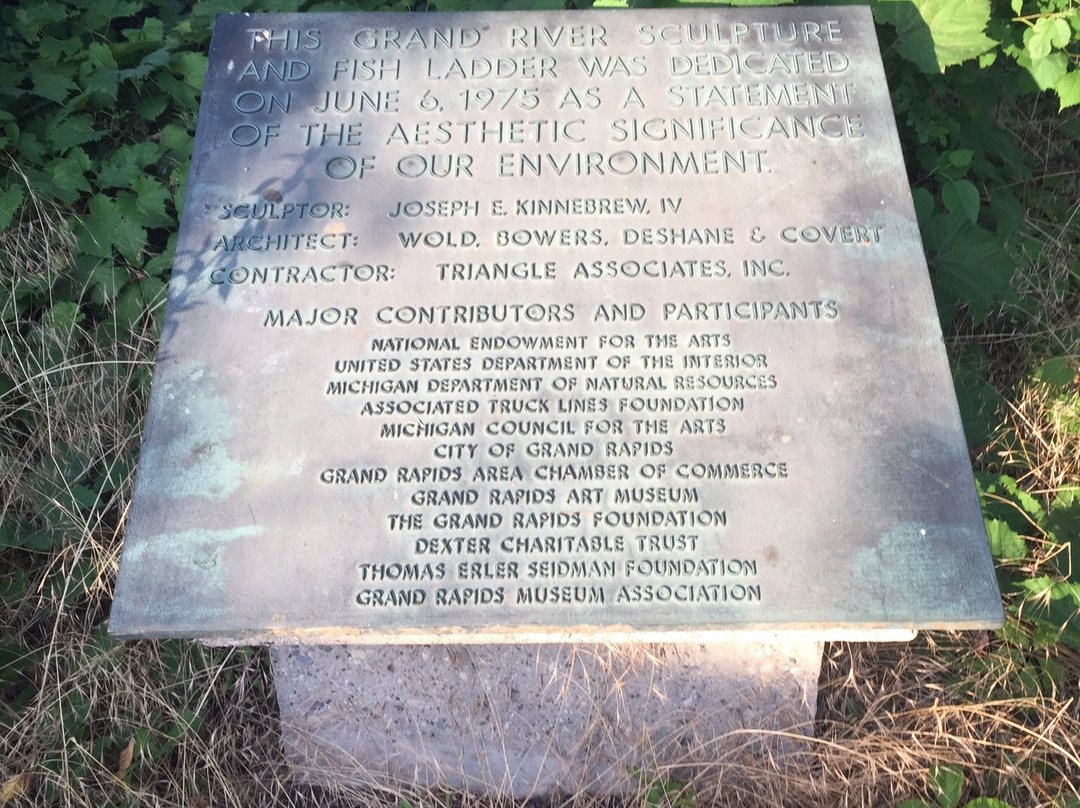 THIS GRAND RIVER SCULPTURE
AND FISH LADDER WAS DEDICATED
ON JUNE 6, 1975 AS A STATEMENT
OF THE AESTHETIC SIGNIFICANCE
OF OUR ENVIRONMENT.
SCULPTOR: JOSEPH E. KINNEBREW, IV
ARCHITECT: WOLD, BOWERS, DESHANE & COVERT
CONTRACTOR: TRIANGLE ASSOCIATES, INC.
MAJOR CONTRIBUTORS AND PARTICIPANTS
NATIONAL ENDOWMENT FOR THE ARTS
UNITED STATES DEPARTMENT OF THE INTERIOR
MICHIGAN DEPARTMENT OF NATURAL RESOURCES
ASSOCIATED TRUCK LINES FOUNDATION
MICHIGAN COUNCIL FOR THE ARTS
CITY OF GRAND RAPIDS
GRAND RAPIDS AREA CHAMBER OF COMMERCE
GRAND RAPIDS ART MUSEUM
THE GRAND RAPIDS FOUNDATION
DEXTER CHARITABLE TRUST
THOMAS ERLER SEIDMAN FOUNDATION
GRAND RAPIDS MUSEUM ASSOCIATION